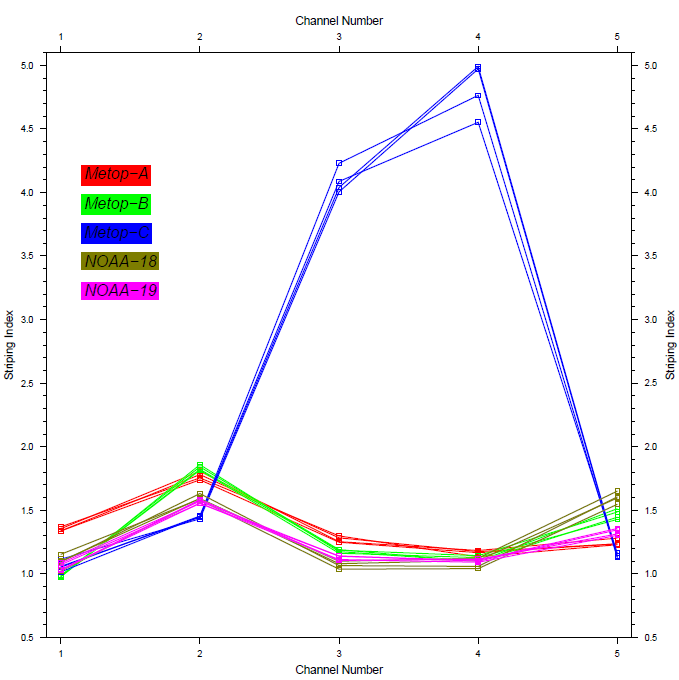 Channel Number
1 2 3 4 5
5.0 5.0
4.5 4.5
Metop-A
4.0 4.0
Metop-B
Metop-C
3.5 3.5
NOAA-18
NOAA-19
3.0 3.0
Striping Index Striping Index
2.5 2.5
2.0 2.0
1.5 1.5
1.0 1.0
0.5 0.5
1 2 3 4 5
Channel Number